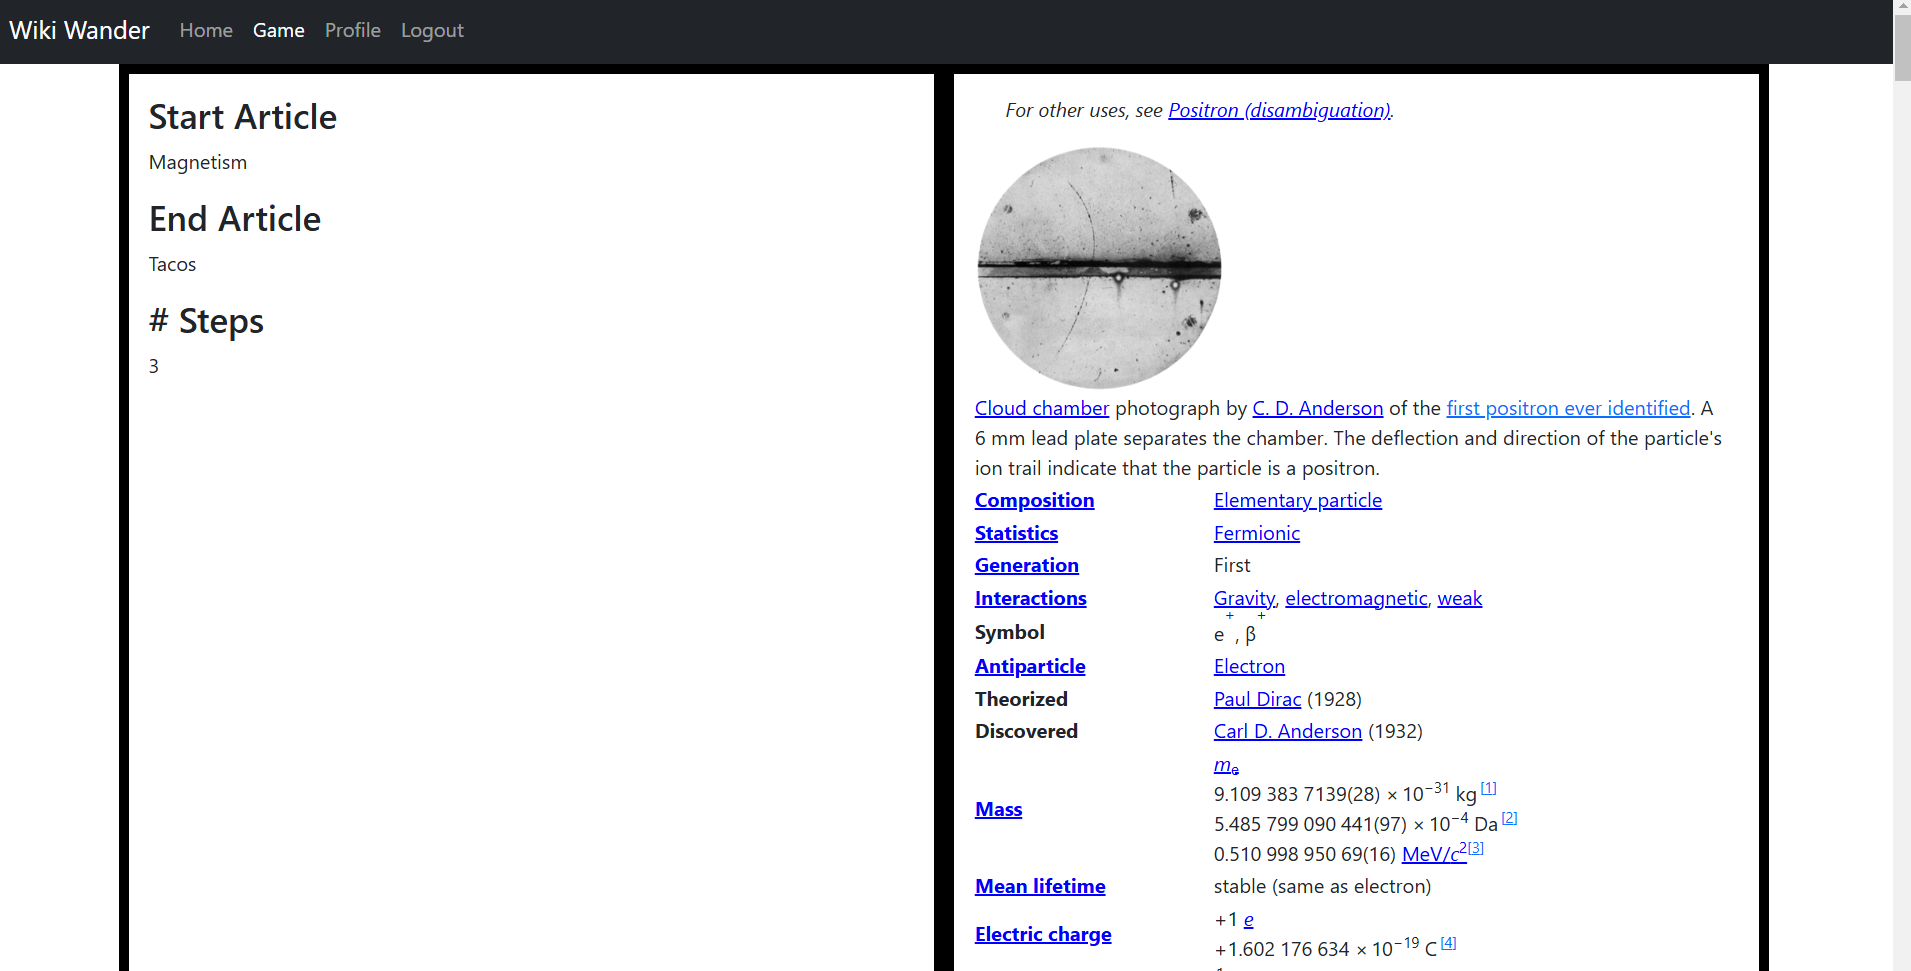 Wiki Wander Home Game Profile Logout
Start Article
Magnetism
End Article
Tacos
# Steps
3
For other uses, see Positron (disambiguation).
Cloud chamber photograph by C. D. Anderson of the first positron ever identified. A
6 mm lead plate separates the chamber. The deflection and direction of the particle's
ion trail indicate that the particle is a positron.
Composition Elementary particle
Statistics Fermionic
Generation First
Interactions Gravity, electromagnetic, weak
Symbol e+, β+
Antiparticle Electron
Theorized Paul Dirac (1928)
Discovered Carl D. Anderson (1932)
mₑ
Mass 9.109 383 7139(28) × 10⁻³¹ kg [1]
5.485 799 090 441(97) × 10⁻⁴ Da [2]
0.510 998 950 69(16) MeV/c² [3]
Mean lifetime stable (same as electron)
+1 e
Electric charge +1.602 176 634 × 10⁻¹⁹ C [4]